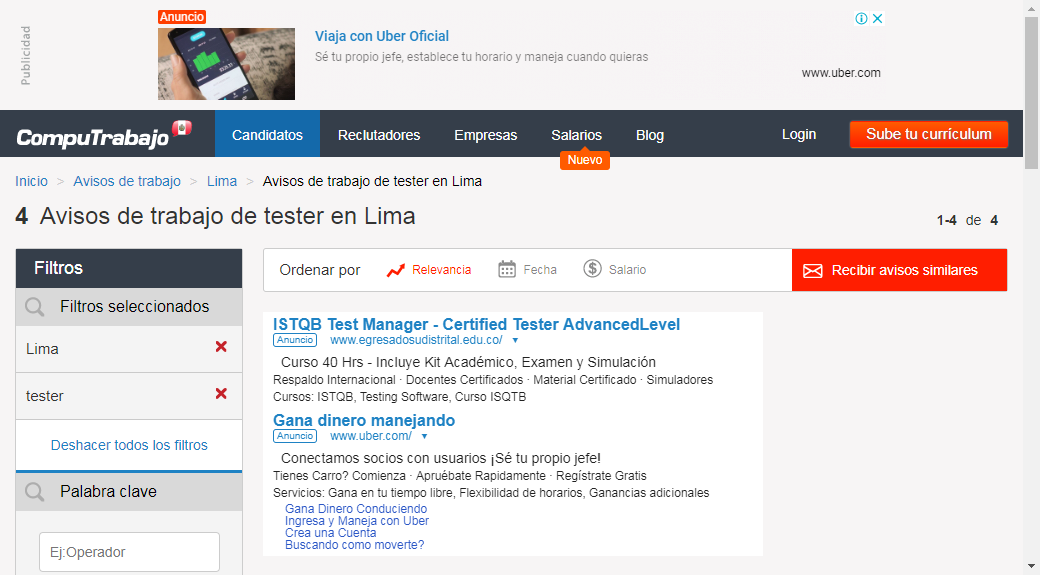 Publicidad
Anuncio
Viaja con Uber Oficial
Sé tu propio jefe, establece tu horario y maneja cuando quieras
www.uber.com
CompuTrabajo
Candidatos
Reclutadores
Empresas
Salarios
Blog
Login
Sube tu currículum
Nuevo
Inicio > Avisos de trabajo > Lima > Avisos de trabajo de tester en Lima
4 Avisos de trabajo de tester en Lima
1-4 de 4
Filtros
Filtros seleccionados
Lima
tester
Deshacer todos los filtros
Palabra clave
Ej:Operador
Ordenar por
Relevancia
Fecha
Salario
Recibir avisos similares
ISTQB Test Manager - Certified Tester AdvancedLevel
Anuncio www.egresadosudistrital.edu.co/
Curso 40 Hrs - Incluye Kit Académico, Examen y Simulación
Respaldo Internacional · Docentes Certificados · Material Certificado · Simuladores
Cursos: ISTQB, Testing Software, Curso ISQTB
Gana dinero manejando
Anuncio www.uber.com/
Conectamos socios con usuarios ¡Sé tu propio jefe!
Tienes Carro? Comienza · Apruébate Rapidamente · Regístrate Gratis
Servicios: Gana en tu tiempo libre, Flexibilidad de horarios, Ganancias adicionales
Gana Dinero Conduciendo
Ingresa y Maneja con Uber
Crea una Cuenta
Buscando como moverte?